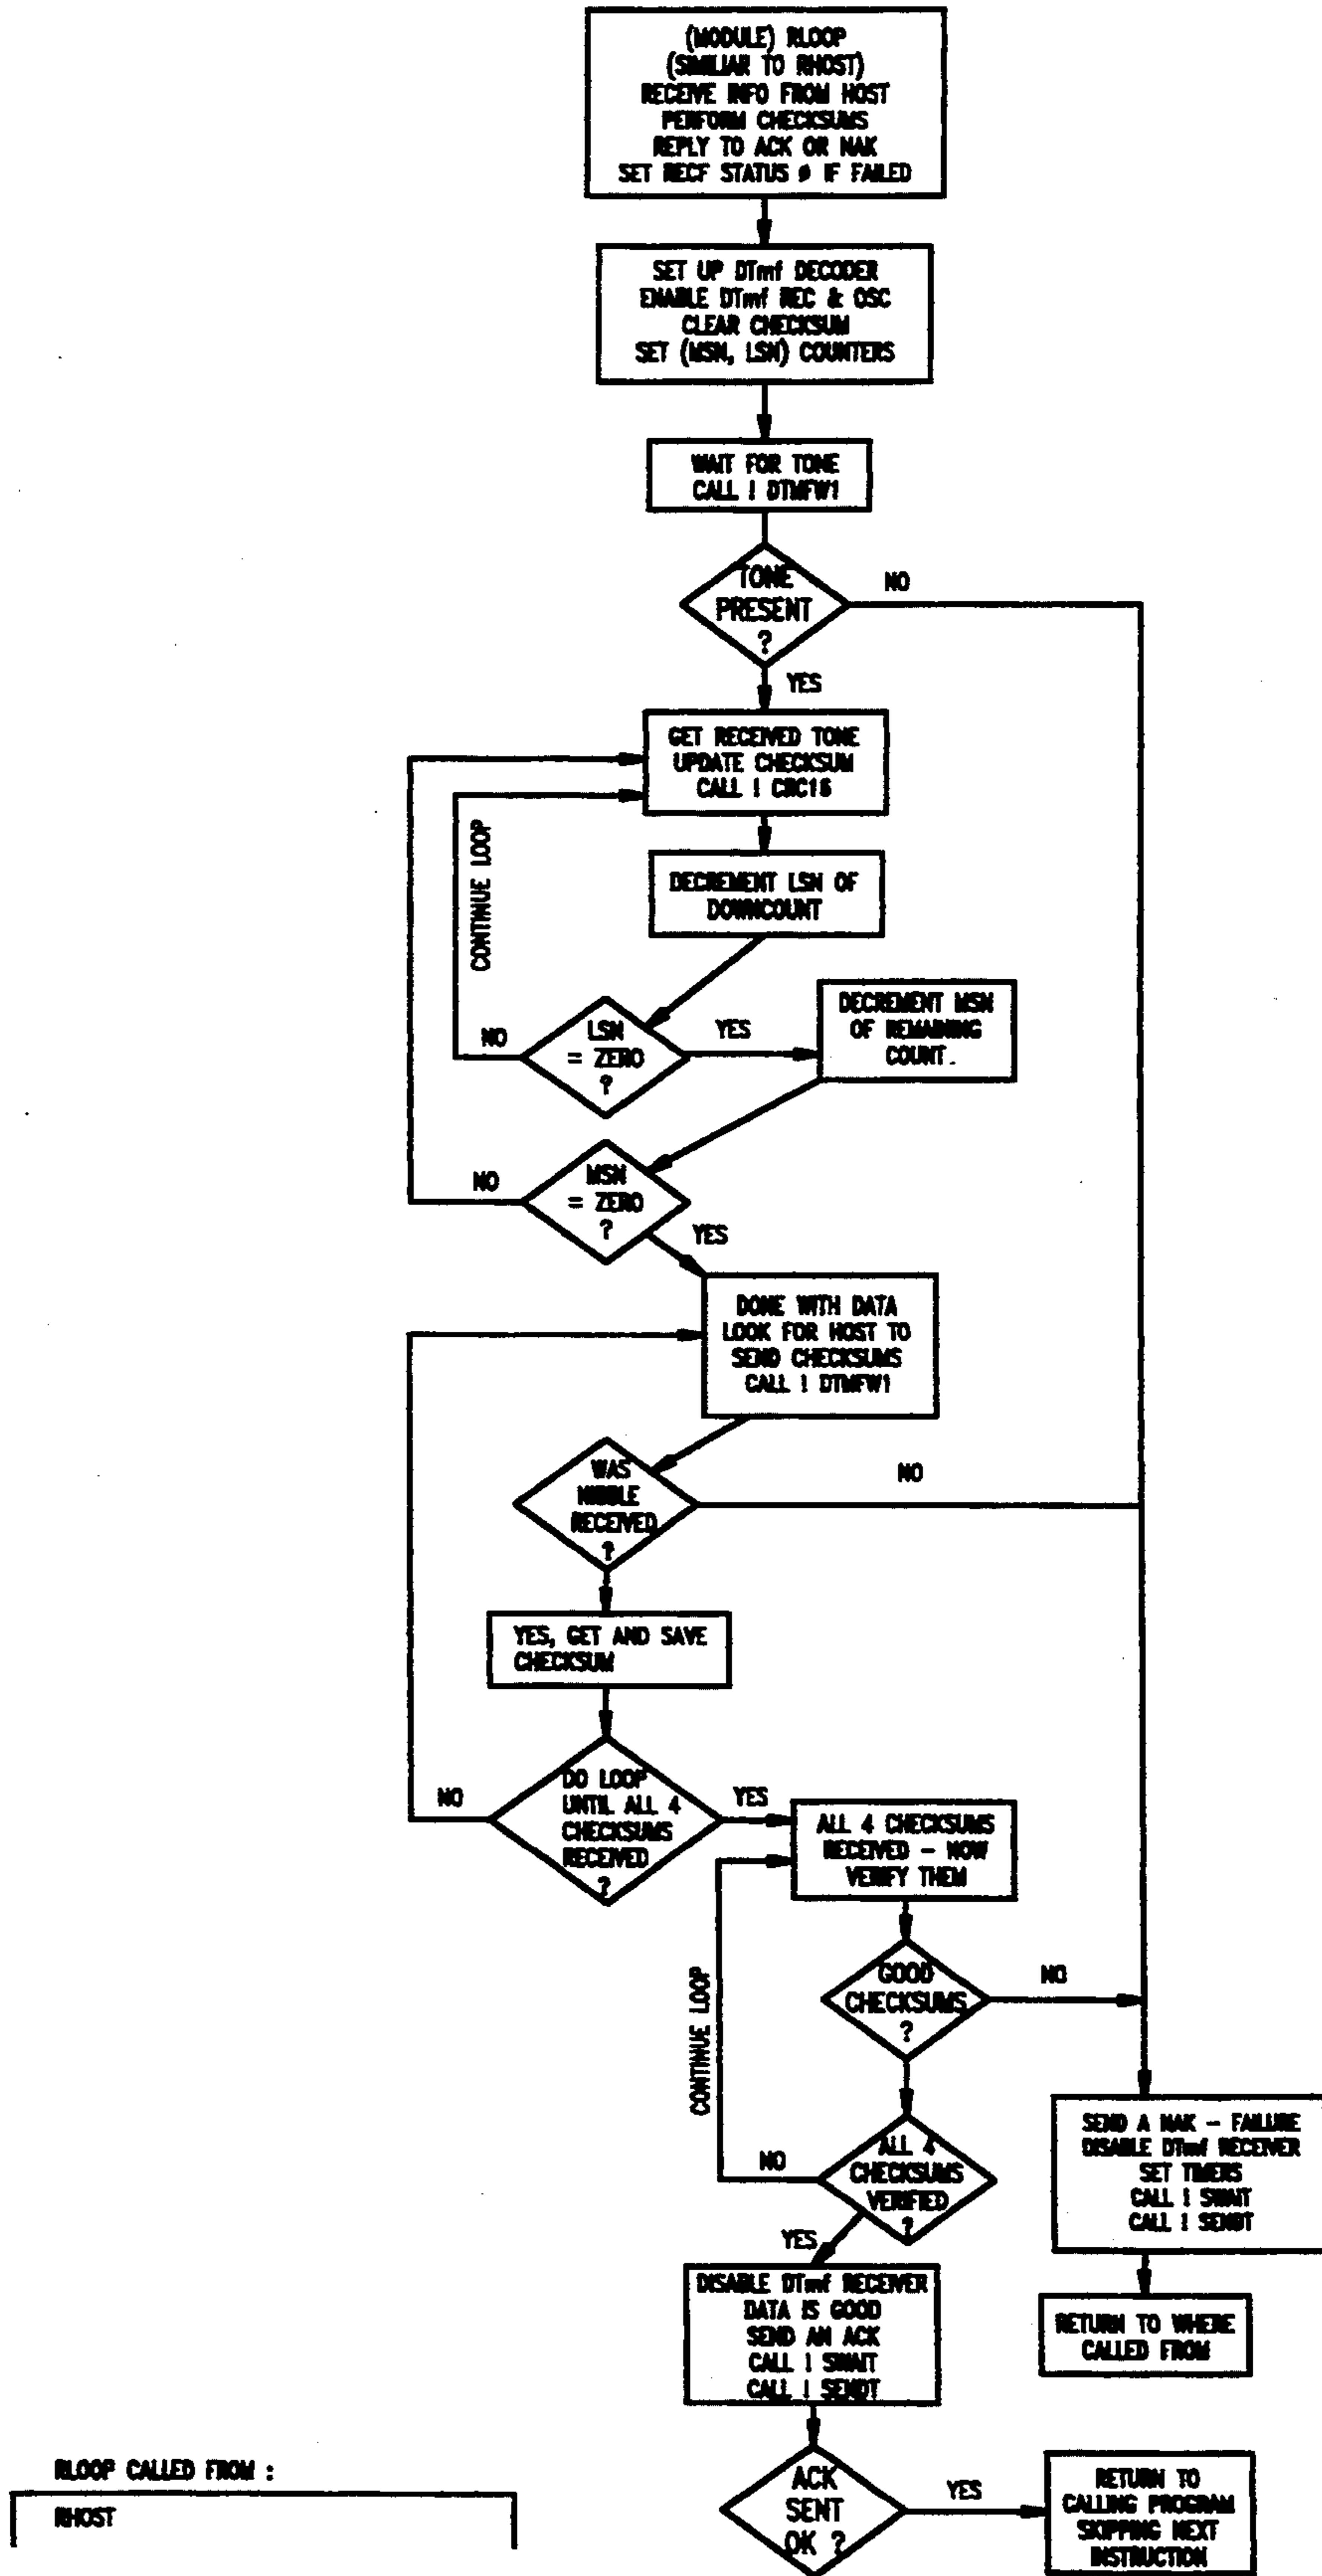 (MODULE) RLOOP
(SIMILIAR TO RHOST)
RECEIVE INFO FROM HOST
PERFORM CHECKSUMS
REPLY TO ACK OR NAK
SET RECF STATUS ø IF FAILED
SET UP DTmf DECODER
ENABLE DTmf REC & OSC
CLEAR CHECKSUM
SET (MSN, LSN) COUNTERS
WAIT FOR TONE
CALL ! DTMFW1
TONE
PRESENT
?
NO
YES
GET RECEIVED TONE
UPDATE CHECKSUM
CALL ! CRC16
CONTINUE LOOP
DECREMENT LSN OF
DOWNCOUNT
LSN
= ZERO
?
NO
YES
DECREMENT MSN
OF REMAINING
COUNT.
MSN
= ZERO
?
NO
YES
DONE WITH DATA
LOOK FOR HOST TO
SEND CHECKSUMS
CALL ! DTMFW1
WAS
NIBBLE
RECEIVED
?
NO
YES, GET AND SAVE
CHECKSUM
DO LOOP
UNTIL ALL 4
CHECKSUMS
RECEIVED
?
NO
YES
ALL 4 CHECKSUMS
RECEIVED - NOW
VERIFY THEM
CONTINUE LOOP
GOOD
CHECKSUMS
?
NO
ALL 4
CHECKSUMS
VERIFIED
?
NO
YES
SEND A NAK - FAILURE
DISABLE DTmf RECEIVER
SET TIMERS
CALL ! SWAIT
CALL ! SENDT
RETURN TO WHERE
CALLED FROM
DISABLE DTmf RECEIVER
DATA IS GOOD
SEND AN ACK
CALL ! SWAIT
CALL ! SENDT
ACK
SENT
OK ?
YES
RETURN TO
CALLING PROGRAM
SKIPPING NEXT
INSTRUCTION
RLOOP CALLED FROM :
RHOST